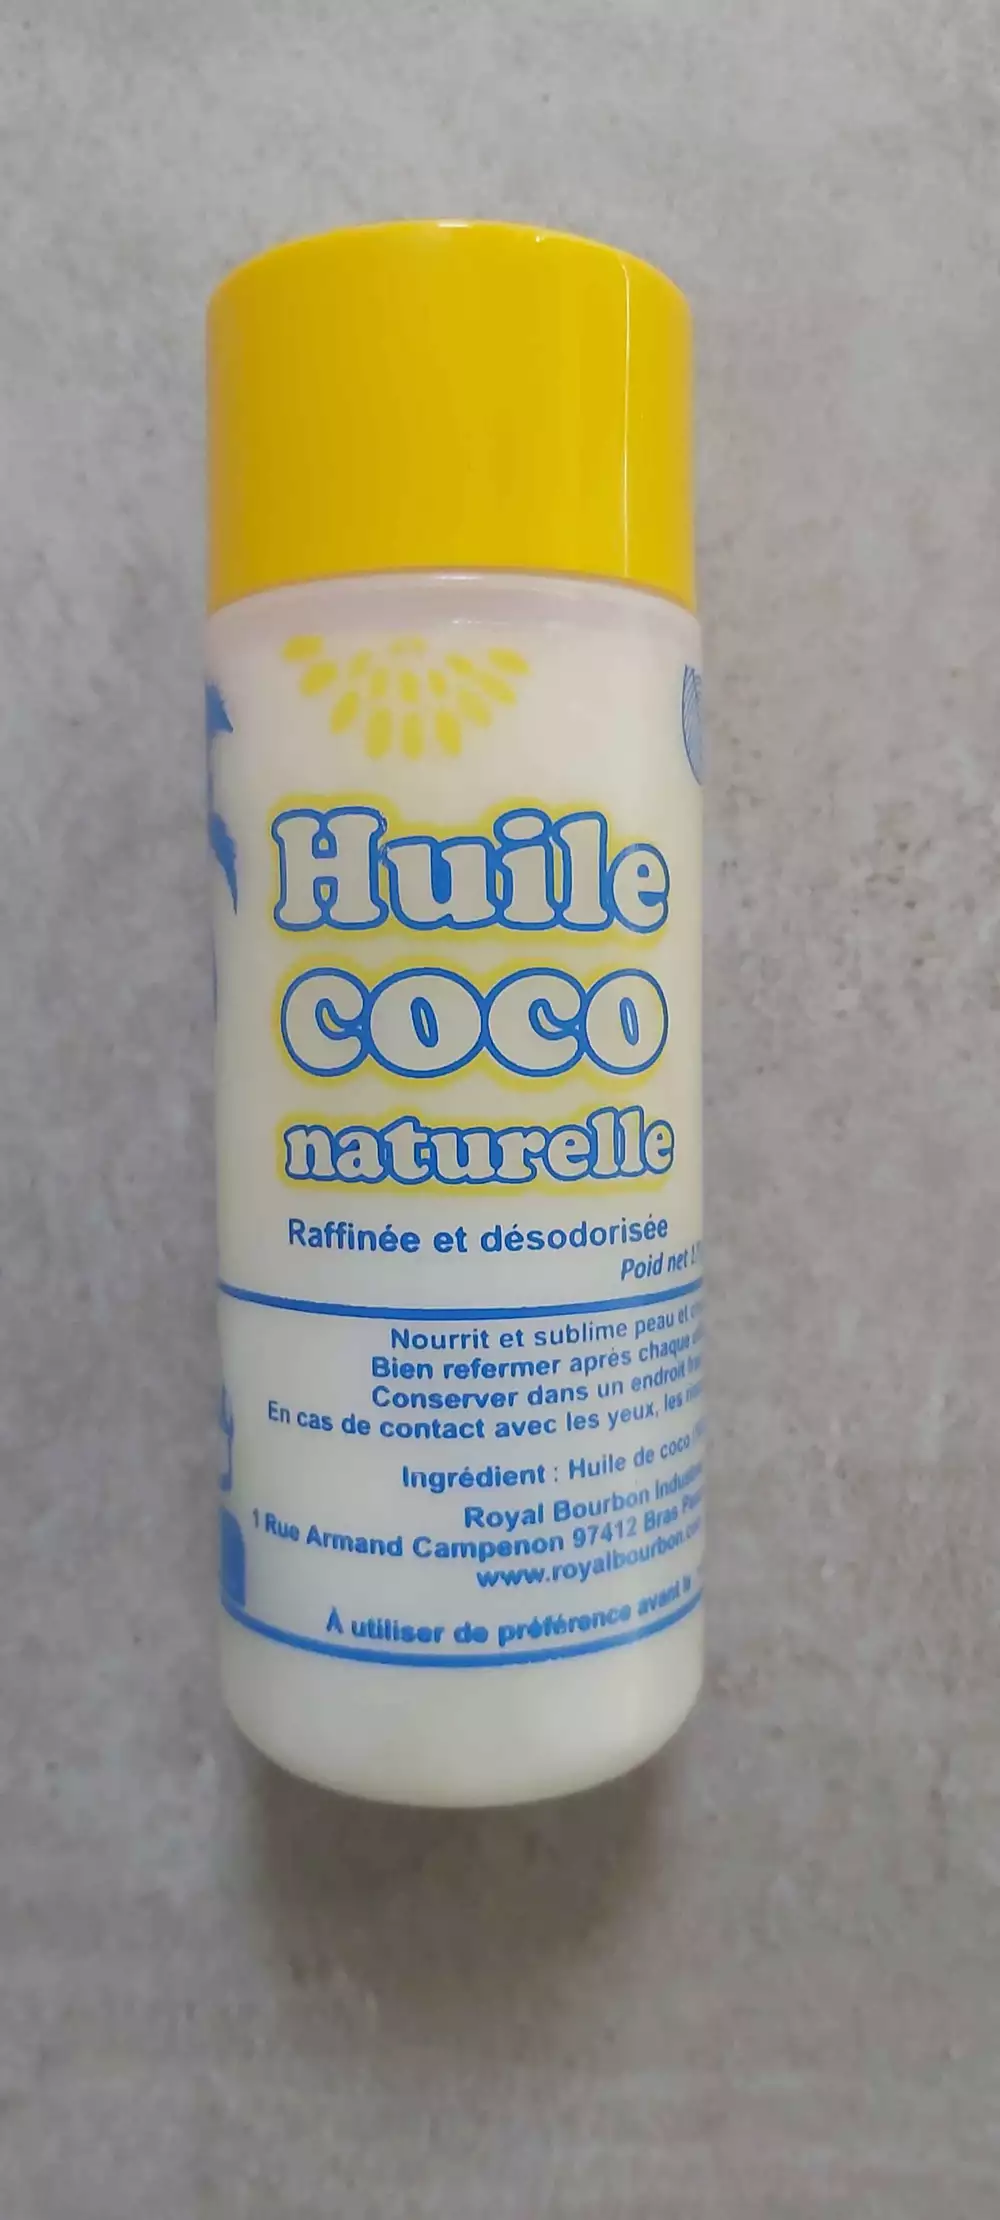 Huile
coco
naturelle
Raffinée et désodorisée
Poid net
Nourrit et sublime peau et
Bien refermer après chaque
Conserver dans un endroit
En cas de contact avec les yeux, les
Ingrédient : Huile de coco
Royal Bourbon
1 Rue Armand Campenon 97412 Bras
www.royalbourbon.
À utiliser de préférence avant le